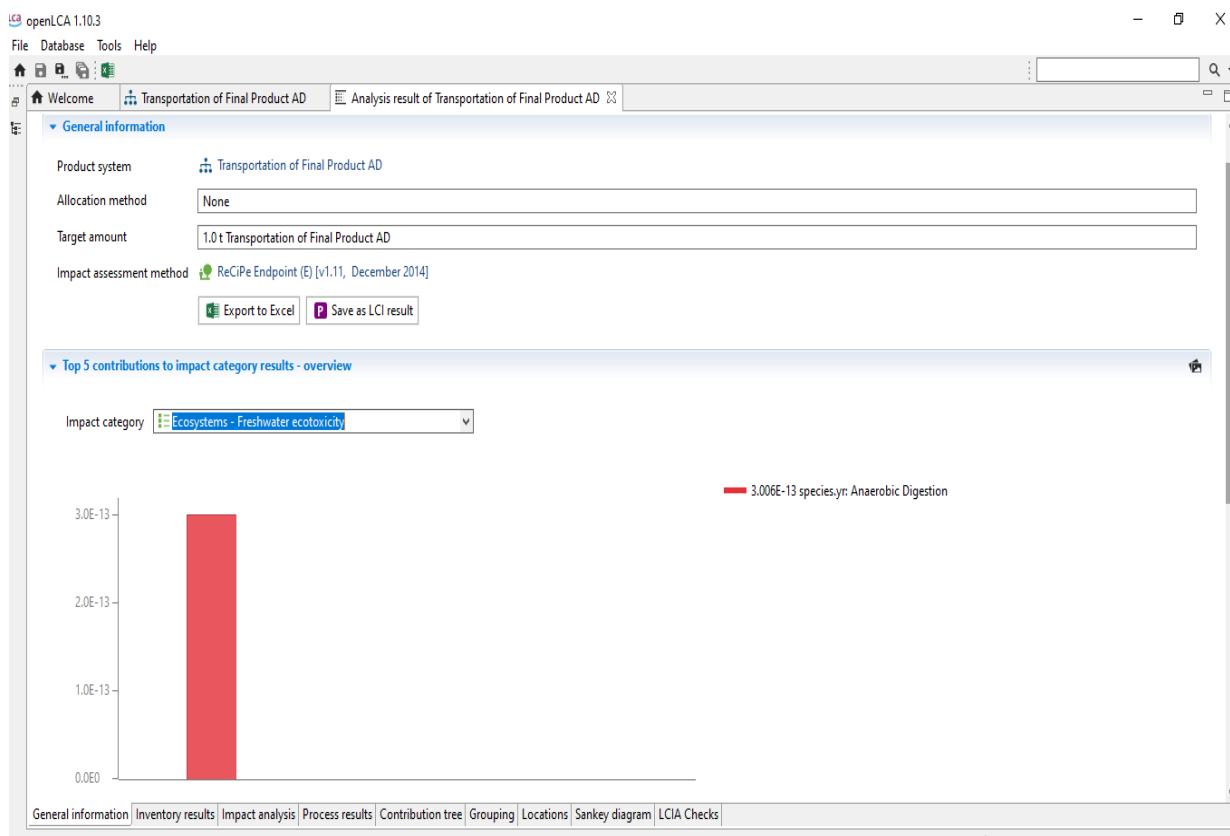 LCa openLCA 1.10.3
File Database Tools Help
Welcome Transportation of Final Product AD Analysis result of Transportation of Final Product AD
General information
Product system Transportation of Final Product AD
Allocation method None
Target amount 1.0 t Transportation of Final Product AD
Impact assessment method ReCiPe Endpoint (E) [v1.11, December 2014]
Export to Excel P Save as LCI result
Top 5 contributions to impact category results - overview
Impact category Ecosystems - Freshwater ecotoxicity
3.006E-13 species.yr: Anaerobic Digestion
3.0E-13
2.0E-13
1.0E-13
0.0E0
General information Inventory results Impact analysis Process results Contribution tree Grouping Locations Sankey diagram LCIA Checks